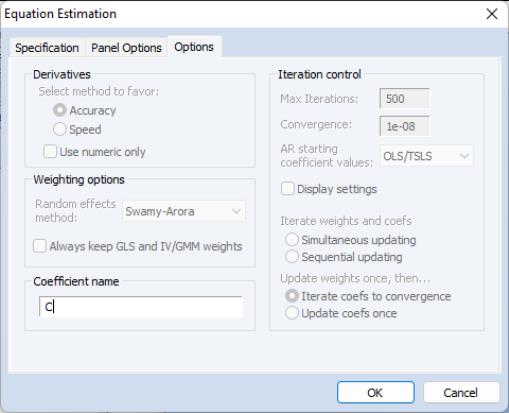 Equation Estimation
Specification
Panel Options
Options
Derivatives
Select method to favor:
Accuracy
Speed
Use numeric only
Weighting options
Random effects
method:
Swamy-Arora
Always keep GLS and IV/GMM weights
Coefficient name
C
Iteration control
Max Iterations:
500
Convergence:
1e-08
AR starting
coefficient values:
OLS/TSLS
Display settings
Iterate weights and coefs
Simultaneous updating
Sequential updating
Update weights once, then...
Iterate coefs to convergence
Update coefs once
OK
Cancel